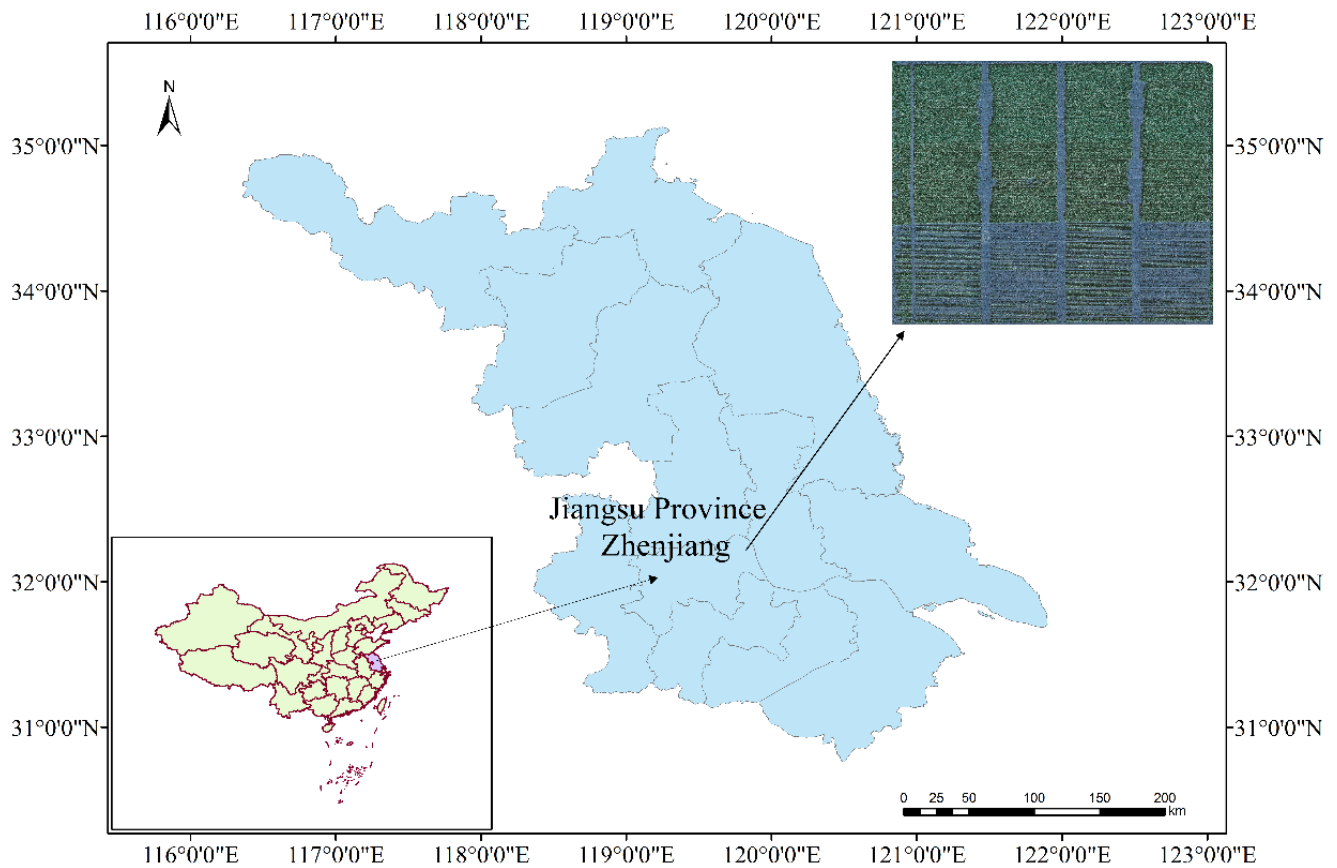 116°0'0"E 117°0'0"E 118°0'0"E 119°0'0"E 120°0'0"E 121°0'0"E 122°0'0"E 123°0'0"E
N
35°0'0"N 35°0'0"N
34°0'0"N 34°0'0"N
33°0'0"N 33°0'0"N
Jiangsu Province
Zhenjiang
32°0'0"N 32°0'0"N
31°0'0"N 31°0'0"N
0 25 50 100 150 200
km
116°0'0"E 117°0'0"E 118°0'0"E 119°0'0"E 120°0'0"E 121°0'0"E 122°0'0"E 123°0'0"E